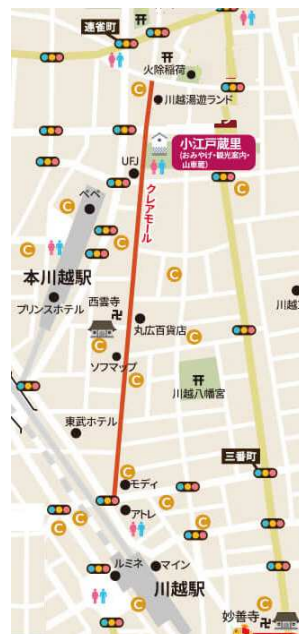 連雀町
火除稲荷
C
川越湯遊ランド
小江戸蔵里
(おみやげ・観光案内・
山車蔵)
UFJ
C
クレアモール
ペペ
C
C
C
本川越駅
西雲寺
プリンスホテル
丸広百貨店
川越
C
C
ソフマップ
C
川越八幡宮
東武ホテル
三番町
C
モディ
C
C
C
アトレ
C
C
ルミネ
マイン
川越駅
C
妙善寺